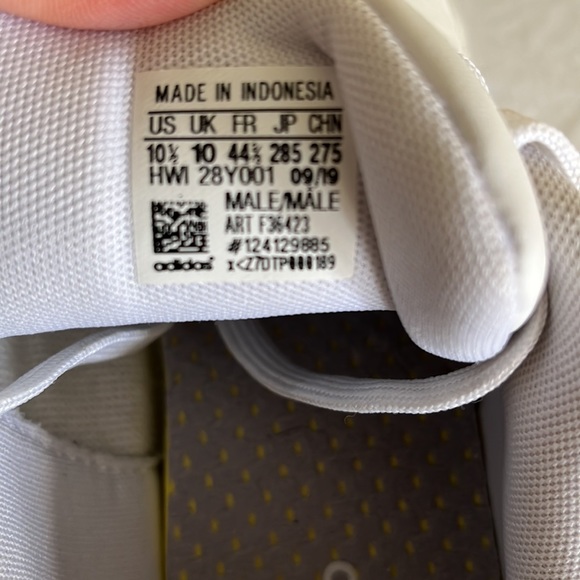 MADE IN INDONESIA
US UK FR JP CHN
10½ 10 44⅔ 285 275
HWI 28Y001 09/19
MALE/MÂLE
ART F36423
#124129885
adidas